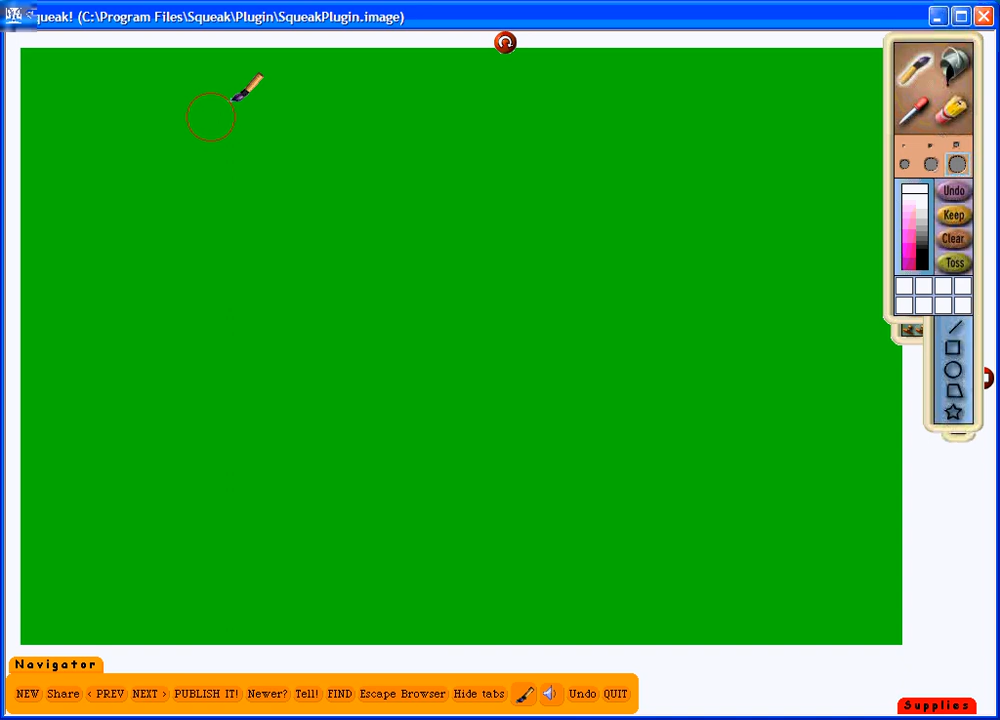 queak! (C:\Program Files\Squeak\Plugin\SqueakPlugin.image)
Undo
Keep
Clear
Toss
Navigator
NEW Share < PREV NEXT > PUBLISH IT! Newer? Tell! FIND Escape Browser Hide tabs Undo QUIT
Supplies